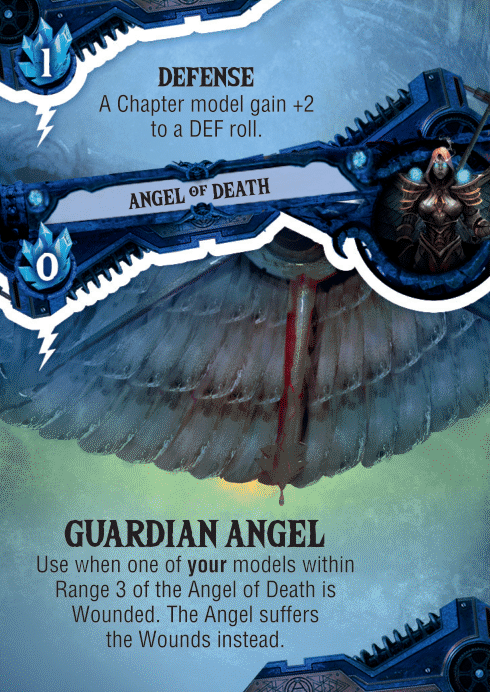 1
DEFENSE
A Chapter model gain +2
to a DEF roll.
ANGEL OF DEATH
0
GUARDIAN ANGEL
Use when one of your models within
Range 3 of the Angel of Death is
Wounded. The Angel suffers
the Wounds instead.